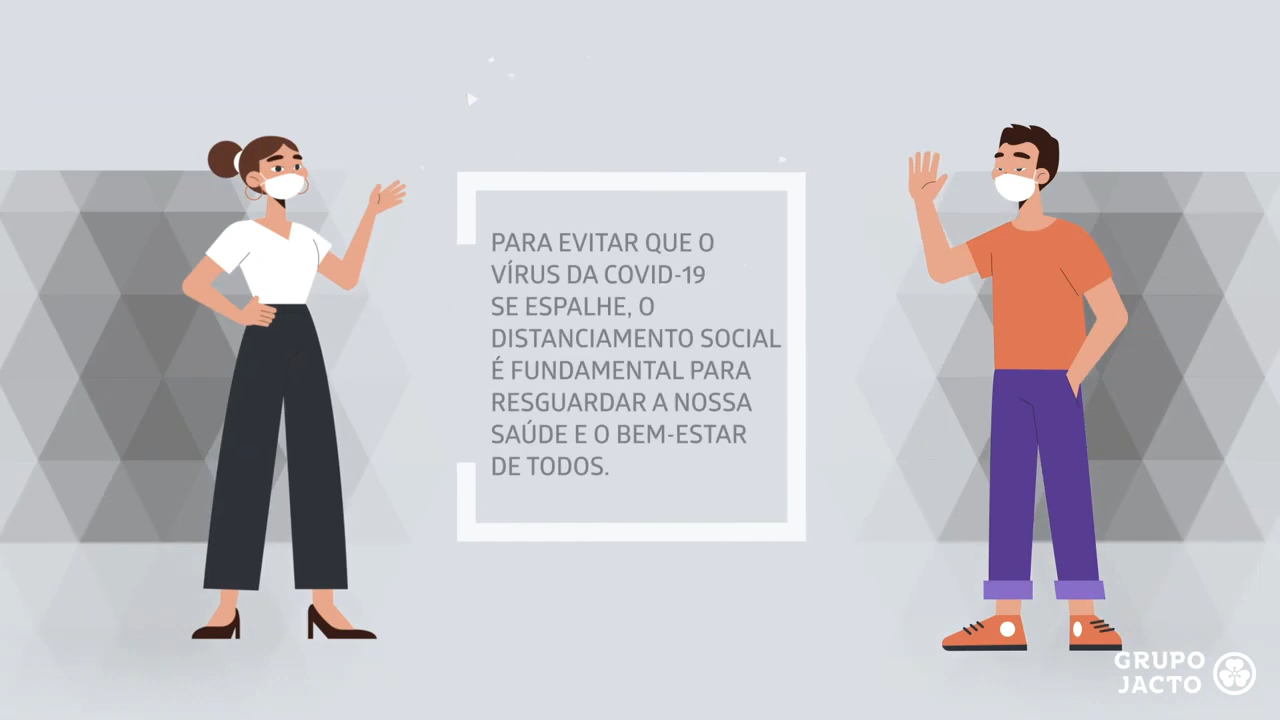 PARA EVITAR QUE O
VÍRUS DA COVID-19
SE ESPALHE, O
DISTANCIAMENTO SOCIAL
É FUNDAMENTAL PARA
RESGUARDAR A NOSSA
SAÚDE E O BEM-ESTAR
DE TODOS.
GRUPO
JACTO